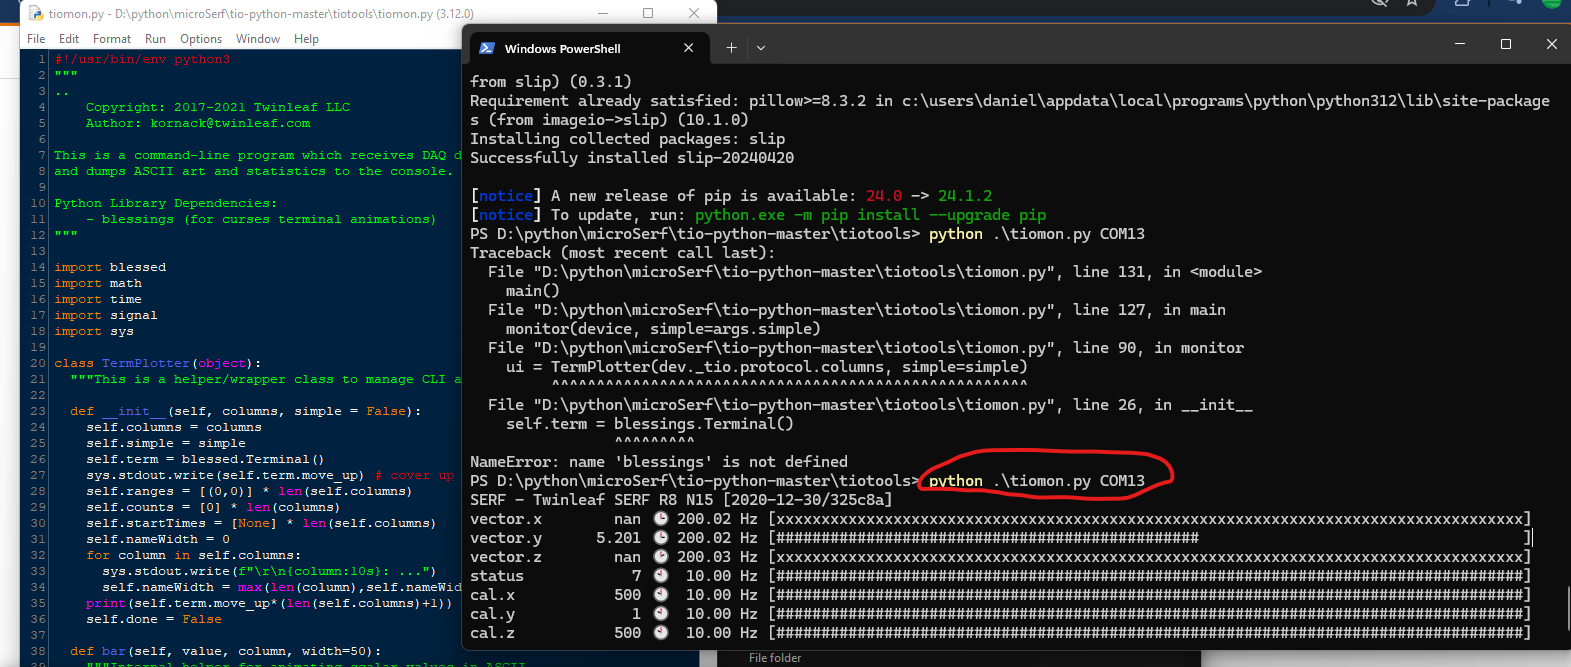 tiomon.py - D:\python\microSerf\tio-python-master\tiotools\tiomon.py (3.12.0)
File Edit Format Run Options Window Help
1 #!/usr/bin/env python3
2 """
3 ..
4 Copyright: 2017-2021 Twinleaf LLC
5 Author: kornack@twinleaf.com
6
7 This is a command-line program which receives DAQ d
8 and dumps ASCII art and statistics to the console.
9
10 Python Library Dependencies:
11 - blessings (for curses terminal animations)
12 """
13
14 import blessed
15 import math
16 import time
17 import signal
18 import sys
19
20 class TermPlotter(object):
21 """This is a helper/wrapper class to manage CLI a
22
23 def __init__(self, columns, simple = False):
24 self.columns = columns
25 self.simple = simple
26 self.term = blessed.Terminal()
27 sys.stdout.write(self.term.move_up) # cover up
28 self.ranges = [(0,0)] * len(self.columns)
29 self.counts = [0] * len(columns)
30 self.startTimes = [None] * len(self.columns)
31 self.nameWidth = 0
32 for column in self.columns:
33 sys.stdout.write(f"\r\n{column:10s}: ...")
34 self.nameWidth = max(len(column),self.nameWid
35 print(self.term.move_up*(len(self.columns)+1))
36 self.done = False
37
38 def bar(self, value, column, width=50):
39 """Internal helper for animating scalar values in ASCII
Windows PowerShell
from slip) (0.3.1)
Requirement already satisfied: pillow>=8.3.2 in c:\users\daniel\appdata\local\programs\python\python312\lib\site-package
s (from imageio->slip) (10.1.0)
Installing collected packages: slip
Successfully installed slip-20240420
[notice] A new release of pip is available: 24.0 -> 24.1.2
[notice] To update, run: python.exe -m pip install --upgrade pip
PS D:\python\microSerf\tio-python-master\tiotools> python .\tiomon.py COM13
Traceback (most recent call last):
File "D:\python\microSerf\tio-python-master\tiotools\tiomon.py", line 131, in <module>
main()
File "D:\python\microSerf\tio-python-master\tiotools\tiomon.py", line 127, in main
monitor(device, simple=args.simple)
File "D:\python\microSerf\tio-python-master\tiotools\tiomon.py", line 90, in monitor
ui = TermPlotter(dev._tio.protocol.columns, simple=simple)
^^^^^^^^^^^^^^^^^^^^^^^^^^^^^^^^^^^^^^^^^^^^^^^^^^^^^
File "D:\python\microSerf\tio-python-master\tiotools\tiomon.py", line 26, in __init__
self.term = blessings.Terminal()
^^^^^^^^^
NameError: name 'blessings' is not defined
PS D:\python\microSerf\tio-python-master\tiotools> python .\tiomon.py COM13
SERF - Twinleaf SERF R8 N15 [2020-12-30/325c8a]
vector.x nan 200.02 Hz [xxxxxxxxxxxxxxxxxxxxxxxxxxxxxxxxxxxxxxxxxxxxxxxxxxxxxxxxxxxxxxxxxxxxxxxxxxxxxxxxxxx]
vector.y 5.201 200.02 Hz [############################################### ]
vector.z nan 200.03 Hz [xxxxxxxxxxxxxxxxxxxxxxxxxxxxxxxxxxxxxxxxxxxxxxxxxxxxxxxxxxxxxxxxxxxxxxxxxxxxxxxxxxx]
status 7 10.00 Hz [###################################################################################]
cal.x 500 10.00 Hz [###################################################################################]
cal.y 1 10.00 Hz [###################################################################################]
cal.z 500 10.00 Hz [###################################################################################]
File folder